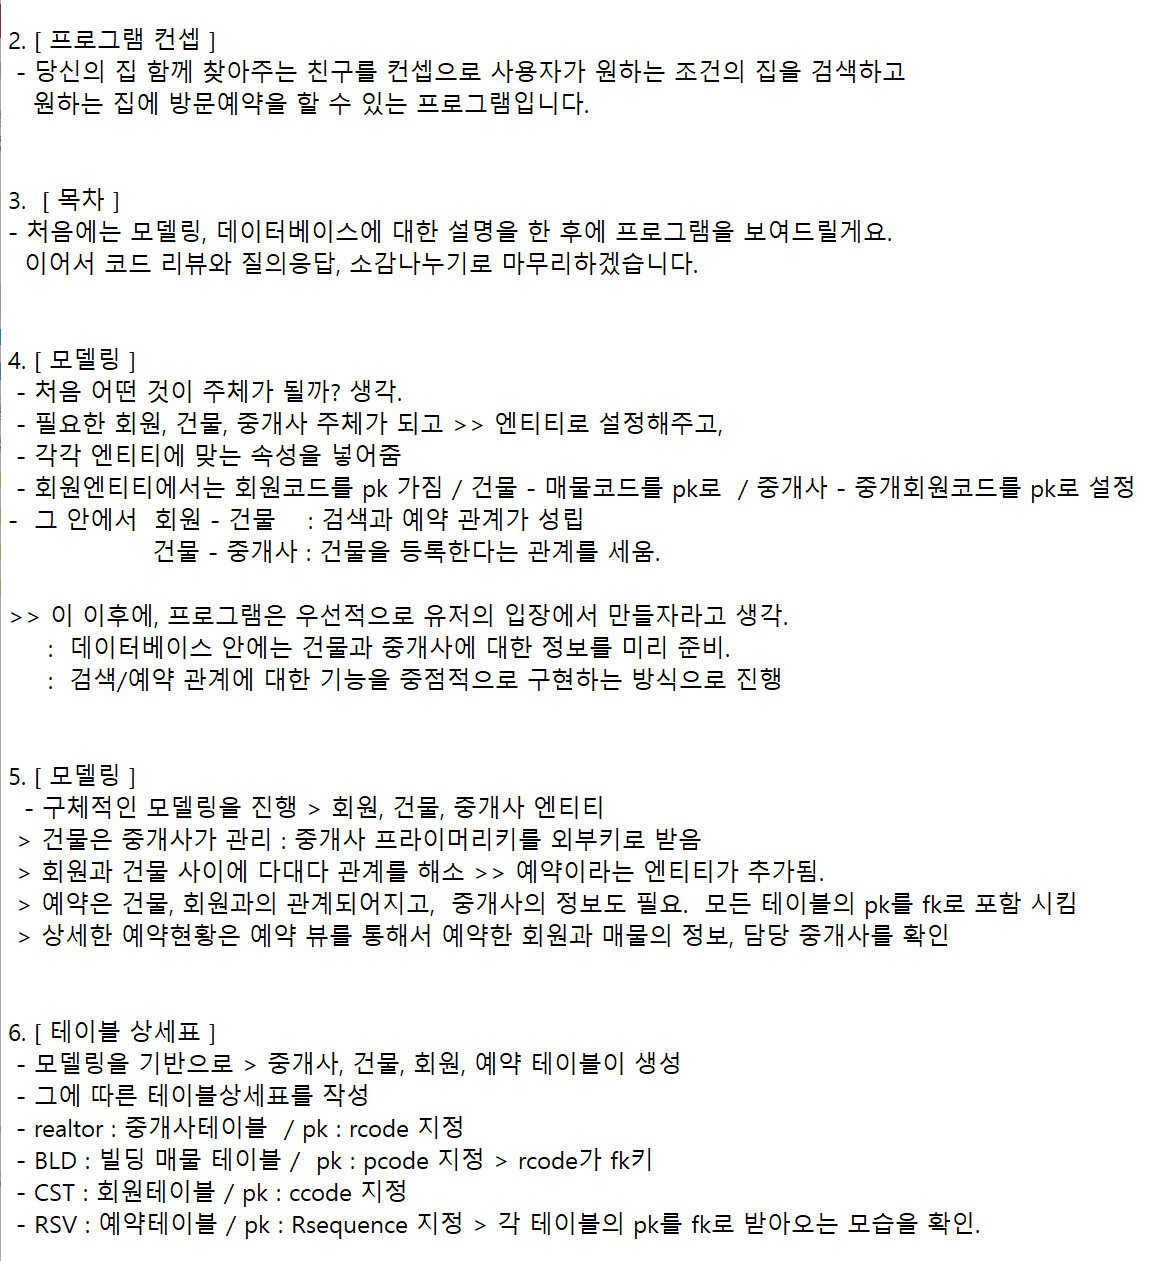 2. [ 프로그램 컨셉 ]
- 당신의 집 함께 찾아주는 친구를 컨셉으로 사용자가 원하는 조건의 집을 검색하고
원하는 집에 방문예약을 할 수 있는 프로그램입니다.
3. [ 목차 ]
- 처음에는 모델링, 데이터베이스에 대한 설명을 한 후에 프로그램을 보여드릴게요.
이어서 코드 리뷰와 질의응답, 소감나누기로 마무리하겠습니다.
4. [ 모델링 ]
- 처음 어떤 것이 주체가 될까? 생각.
- 필요한 회원, 건물, 중개사 주체가 되고 >> 엔티티로 설정해주고,
- 각각 엔티티에 맞는 속성을 넣어줌
- 회원엔티티에서는 회원코드를 pk 가짐 / 건물 - 매물코드를 pk로 / 중개사 - 중개회원코드를 pk로 설정
- 그 안에서 회원 - 건물 : 검색과 예약 관계가 성립
건물 - 중개사 : 건물을 등록한다는 관계를 세움.
>> 이 이후에, 프로그램은 우선적으로 유저의 입장에서 만들자라고 생각.
: 데이터베이스 안에는 건물과 중개사에 대한 정보를 미리 준비.
: 검색/예약 관계에 대한 기능을 중점적으로 구현하는 방식으로 진행
5. [ 모델링 ]
- 구체적인 모델링을 진행 > 회원, 건물, 중개사 엔티티
> 건물은 중개사가 관리 : 중개사 프라이머리키를 외부키로 받음
> 회원과 건물 사이에 다대다 관계를 해소 >> 예약이라는 엔티티가 추가됨.
> 예약은 건물, 회원과의 관계되어지고, 중개사의 정보도 필요. 모든 테이블의 pk를 fk로 포함 시킴
> 상세한 예약현황은 예약 뷰를 통해서 예약한 회원과 매물의 정보, 담당 중개사를 확인
6. [ 테이블 상세표 ]
- 모델링을 기반으로 > 중개사, 건물, 회원, 예약 테이블이 생성
- 그에 따른 테이블상세표를 작성
- realtor : 중개사테이블 / pk : rcode 지정
- BLD : 빌딩 매물 테이블 / pk : pcode 지정 > rcode가 fk키
- CST : 회원테이블 / pk : ccode 지정
- RSV : 예약테이블 / pk : Rsequence 지정 > 각 테이블의 pk를 fk로 받아오는 모습을 확인.